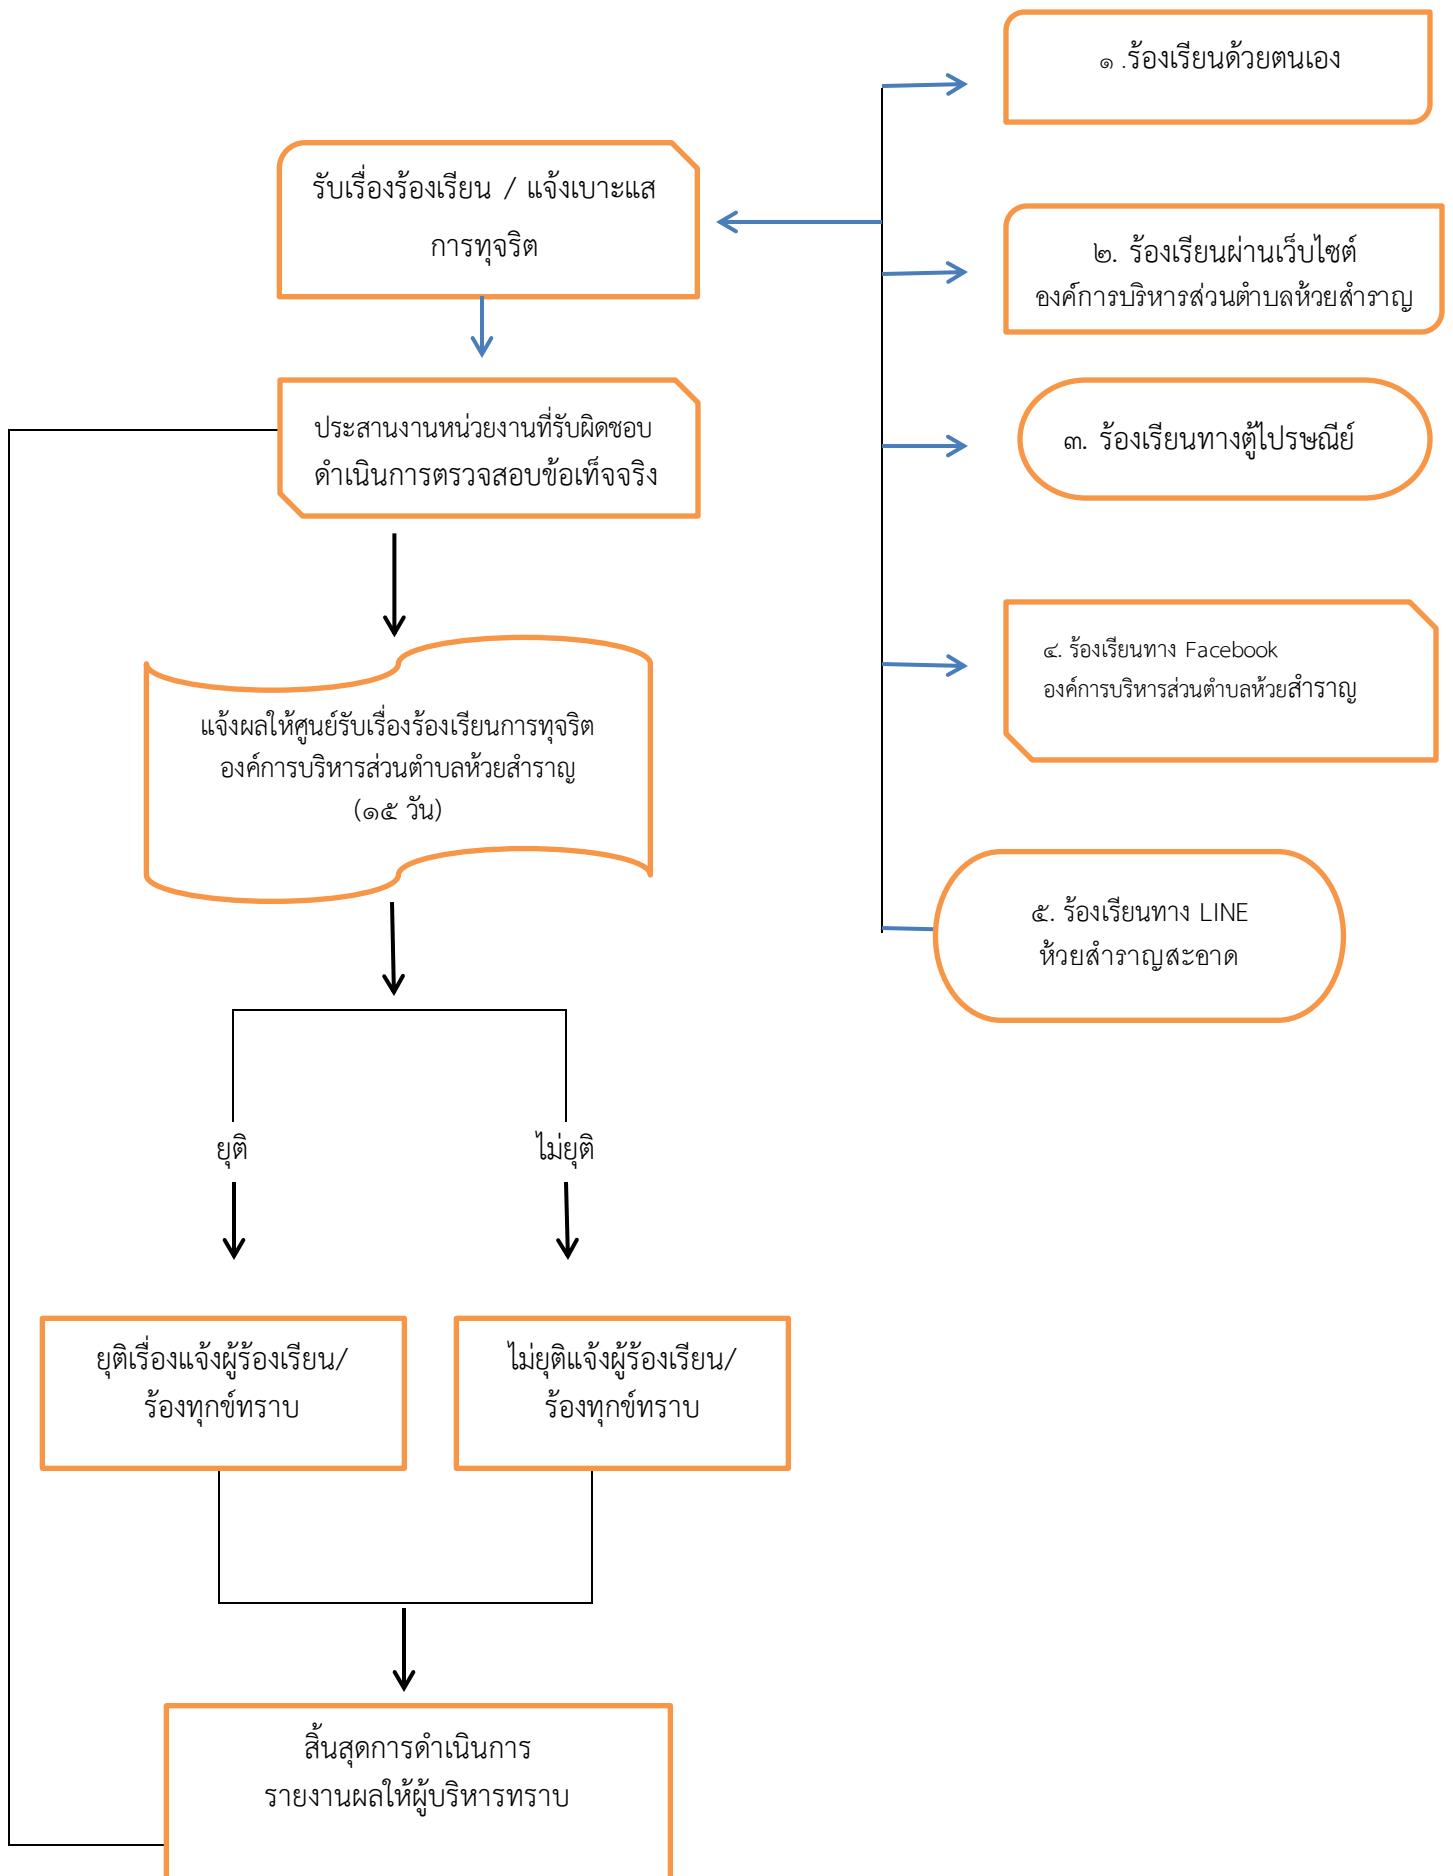 ๑ .ร้องเรียนด้วยตนเอง
รับเรื่องร้องเรียน / แจ้งเบาะแส
การทุจริต
๒. ร้องเรียนผ่านเว็บไซต์
องค์การบริหารส่วนตำบลห้วยสำราญ
ประสานงานหน่วยงานที่รับผิดชอบ
ดำเนินการตรวจสอบข้อเท็จจริง
๓. ร้องเรียนทางตู้ไปรษณีย์
๔. ร้องเรียนทาง Facebook
องค์การบริหารส่วนตำบลห้วยสำราญ
แจ้งผลให้ศูนย์รับเรื่องร้องเรียนการทุจริต
องค์การบริหารส่วนตำบลห้วยสำราญ
(๑๕ วัน)
๕. ร้องเรียนทาง LINE
ห้วยสำราญสะอาด
ยุติ
ไม่ยุติ
ยุติเรื่องแจ้งผู้ร้องเรียน/
ร้องทุกข์ทราบ
ไม่ยุติแจ้งผู้ร้องเรียน/
ร้องทุกข์ทราบ
สิ้นสุดการดำเนินการ
รายงานผลให้ผู้บริหารทราบ